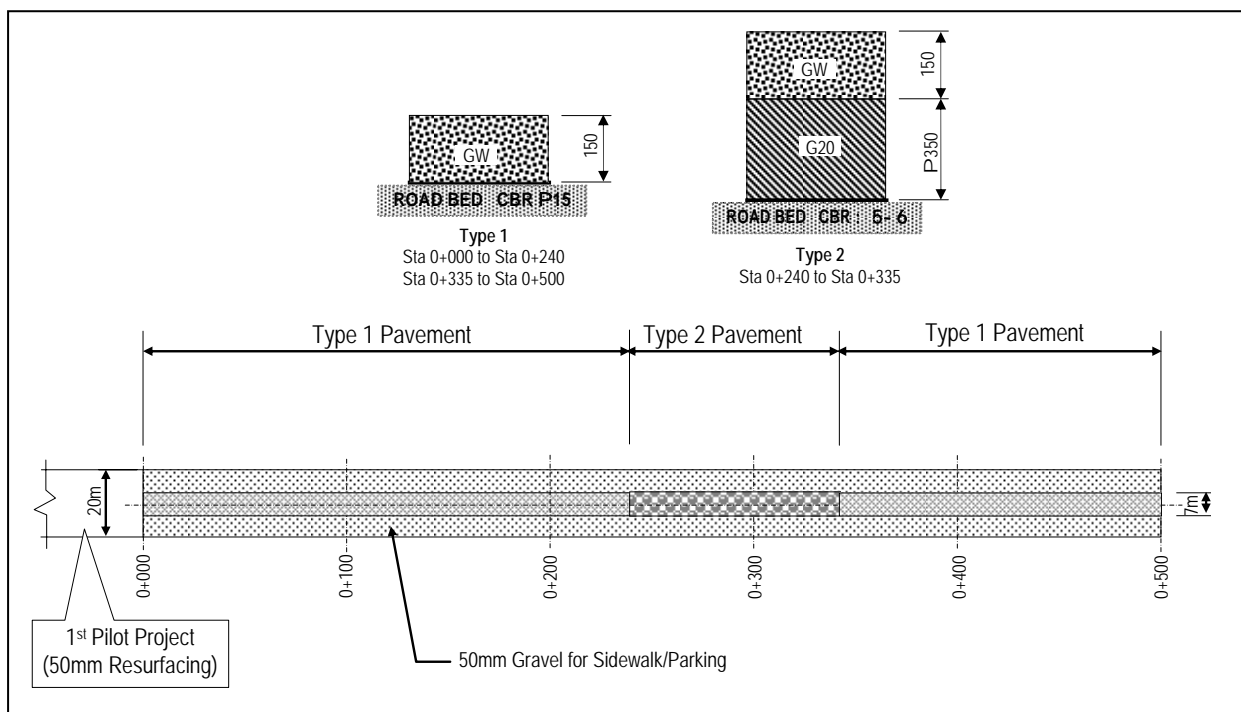 GW
150
ROAD BED CBR P15
Type 1
Sta 0+000 to Sta 0+240
Sta 0+335 to Sta 0+500
GW
150
G20
P350
ROAD BED CBR : 5- 6
Type 2
Sta 0+240 to Sta 0+335
Type 1 Pavement
Type 2 Pavement
Type 1 Pavement
20m
7m
0+000
0+100
0+200
0+300
0+400
0+500
1st Pilot Project
(50mm Resurfacing)
50mm Gravel for Sidewalk/Parking